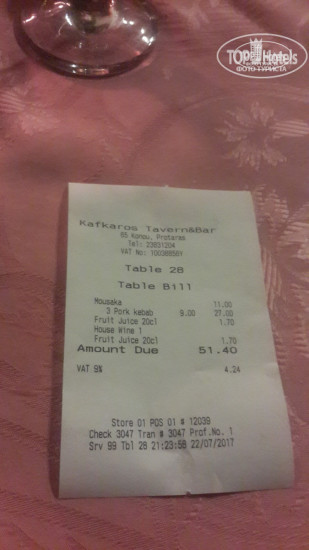 TOP Hotels
ФОТО ТУРИСТА
Kafkaros Tavern&Bar
Tel: 23831204
Table 28
Table Bill
Mousaka 11.00
3 Pork kebab 9.00 27.00
Fruit Juice 20cl 1.70
House Wine 1
Fruit Juice 20cl 1.70
Amount Due 51.40
VAT 9% 4.24
Store 01 POS 01 # 12039
Check 3047 Tran # 3047 Prof.No. 1
Srv 99 Tbl 28 21:23:58 22/07/2017